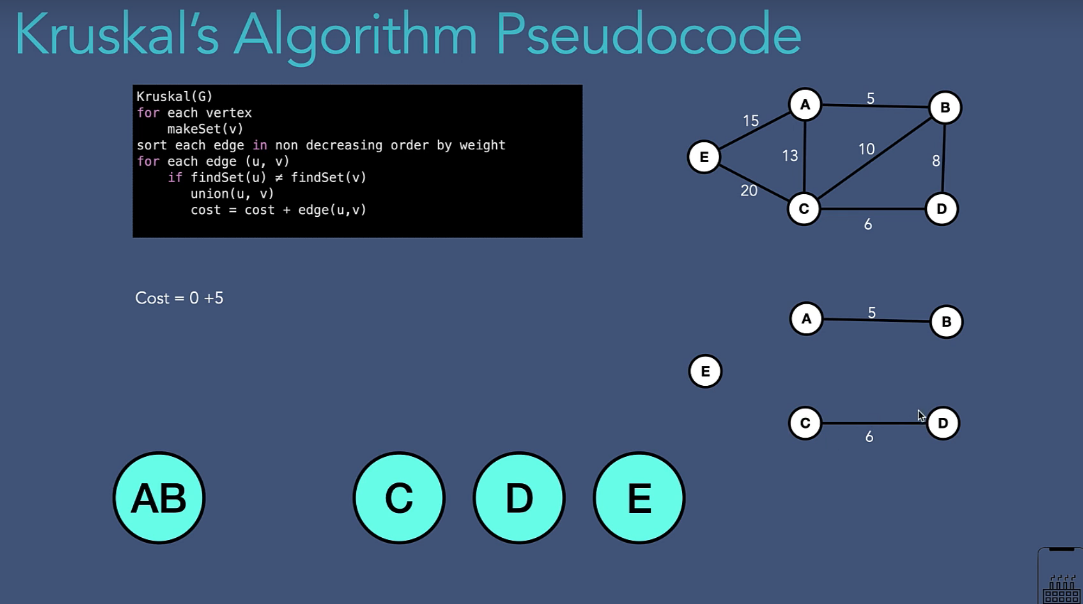 Kruskal's Algorithm Pseudocode
Kruskal(G)
for each vertex
    makeSet(v)
sort each edge in non decreasing order by weight
for each edge (u, v)
    if findSet(u) ≠ findSet(v)
       union(u, v)
       cost = cost + edge(u,v)
A
5
B
15
E
13
10
8
20
C
D
6
Cost = 0 +5
A
5
B
E
C
D
6
AB
C
D
E